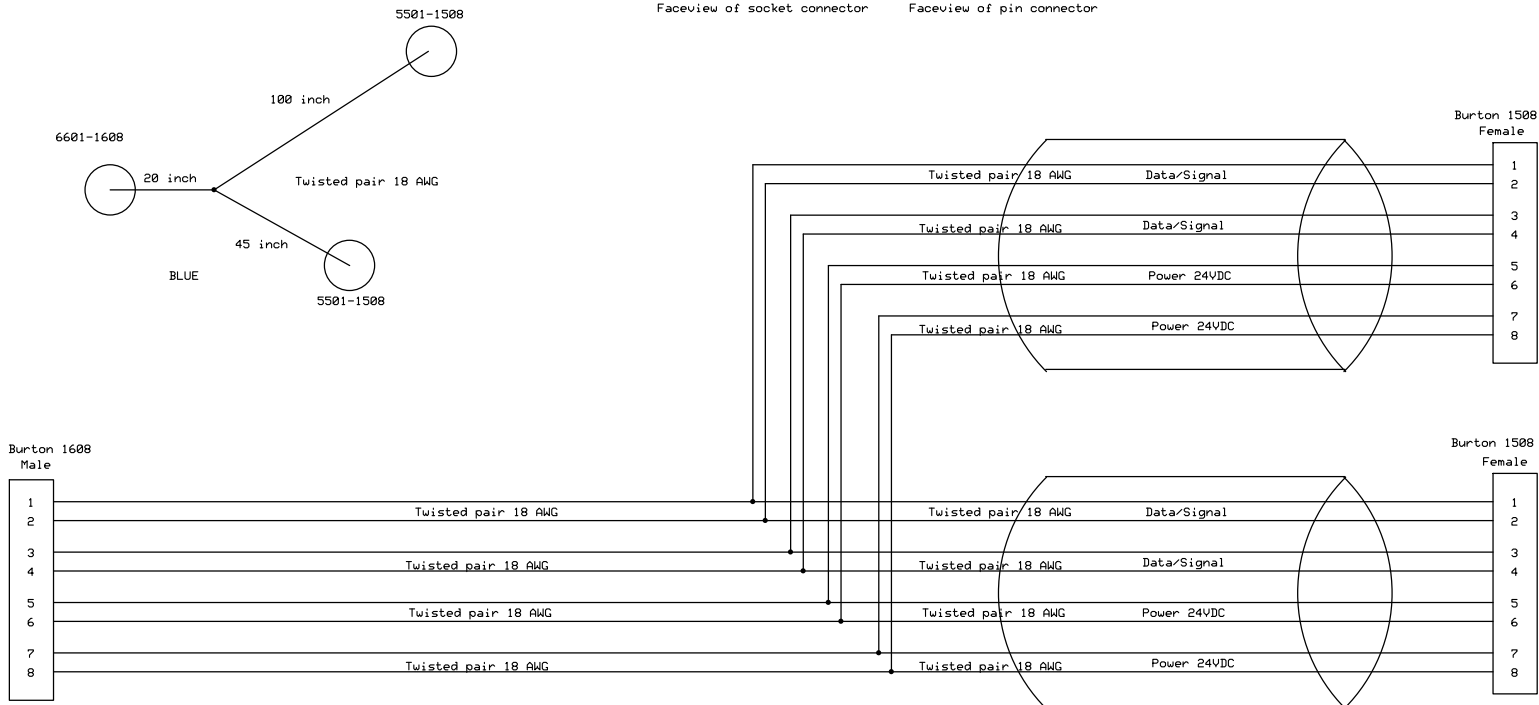 5501-1508
Faceview of socket connector
Faceview of pin connector
100 inch
6601-1608
20 inch
Twisted pair 18 AWG
45 inch
BLUE
5501-1508
Burton 1508
Female
Twisted pair 18 AWG
Data/Signal
1
2
Twisted pair 18 AWG
Data/Signal
3
4
Twisted pair 18 AWG
Power 24VDC
5
6
Twisted pair 18 AWG
Power 24VDC
7
8
Burton 1608
Male
Burton 1508
Female
1
2
Twisted pair 18 AWG
Twisted pair 18 AWG
Data/Signal
1
2
3
4
Twisted pair 18 AWG
Twisted pair 18 AWG
Data/Signal
3
4
5
6
Twisted pair 18 AWG
Twisted pair 18 AWG
Power 24VDC
5
6
7
8
Twisted pair 18 AWG
Twisted pair 18 AWG
Power 24VDC
7
8